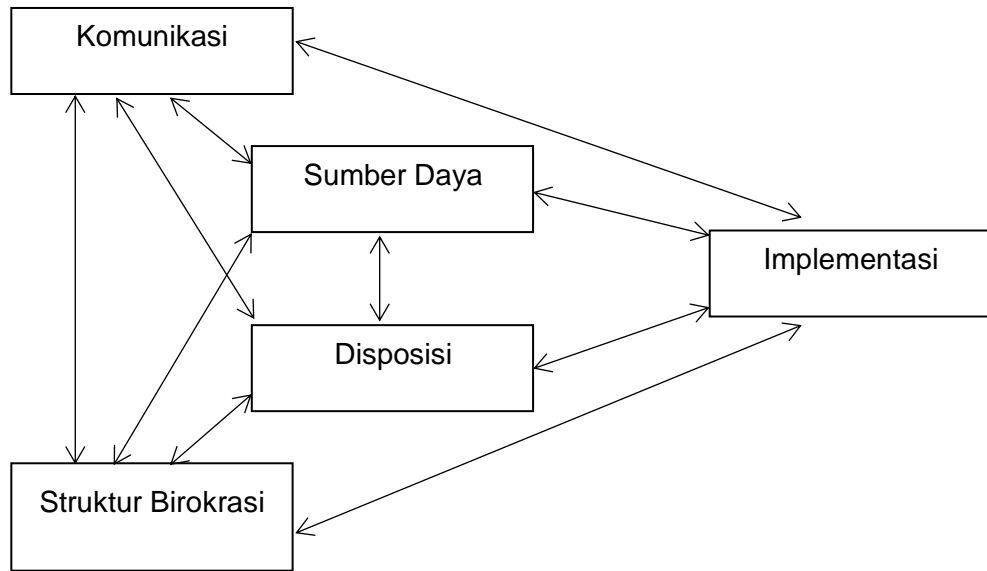 Komunikasi
Sumber Daya
Implementasi
Disposisi
Struktur Birokrasi